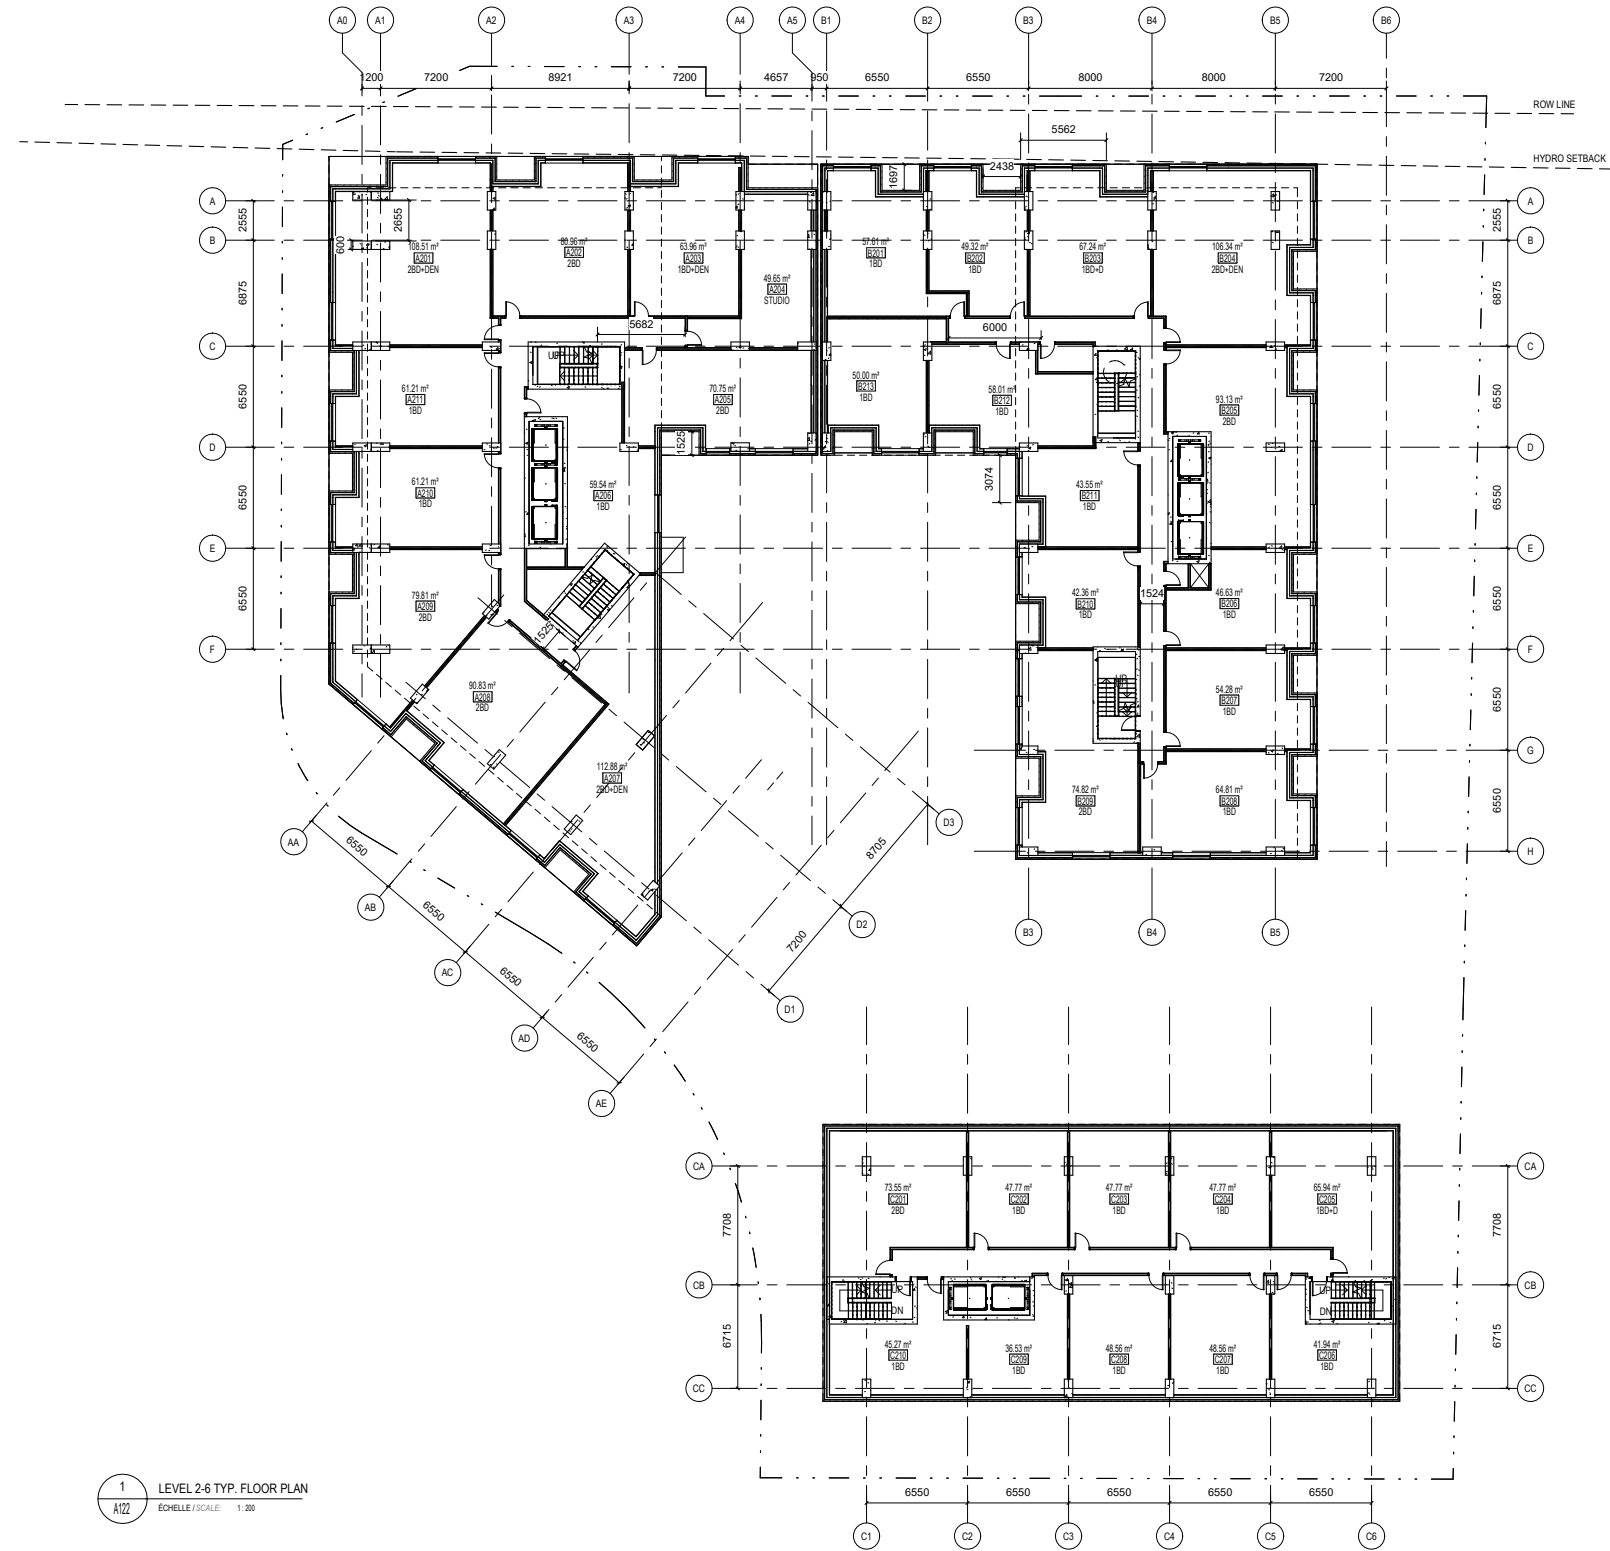 A0
A1
A2
A3
A4
A5
B1
B2
B3
B4
B5
B6
1200
7200
8921
7200
4657
950
6550
6550
8000
8000
7200
ROW LINE
HYDRO SETBACK
5562
2438
1697
A
B
C
D
E
F
2555
6875
6550
6550
6550
2655
600
108.51 m²
A201
2BD+DEN
80.96 m²
A202
2BD
63.96 m²
A203
1BD+DEN
49.65 m²
A204
STUDIO
57.61 m²
B201
1BD
49.32 m²
B202
1BD
67.24 m²
B203
1BD+D
106.34 m²
B204
2BD+DEN
5682
6000
UP
61.21 m²
A211
1BD
70.75 m²
A205
2BD
50.00 m²
B213
1BD
58.01 m²
B212
1BD
93.13 m²
B205
2BD
1525
3074
61.21 m²
A210
1BD
59.54 m²
A206
1BD
43.55 m²
B211
1BD
79.81 m²
A209
2BD
42.36 m²
B210
1BD
1524
46.63 m²
B206
1BD
1525
90.83 m²
A208
2BD
54.28 m²
B207
1BD
112.88 m²
A207
2BD+DEN
74.82 m²
B209
2BD
64.81 m²
B208
1BD
A
B
C
D
E
F
G
H
2555
6875
6550
6550
6550
6550
6550
AA
AB
AC
AD
AE
6550
6550
6550
6550
D3
D2
D1
8705
7200
B3
B4
B5
CA
CB
CC
7708
6715
73.55 m²
C201
2BD
47.77 m²
C202
1BD
47.77 m²
C203
1BD
47.77 m²
C204
1BD
65.94 m²
C205
1BD+D
UP
DN
UP
DN
45.27 m²
C210
1BD
36.53 m²
C209
1BD
48.56 m²
C208
1BD
48.56 m²
C207
1BD
41.94 m²
C206
1BD
CA
CB
CC
7708
6715
6550
6550
6550
6550
6550
C1
C2
C3
C4
C5
C6
1
A122
LEVEL 2-6 TYP. FLOOR PLAN
ÉCHELLE / SCALE: 1 : 200